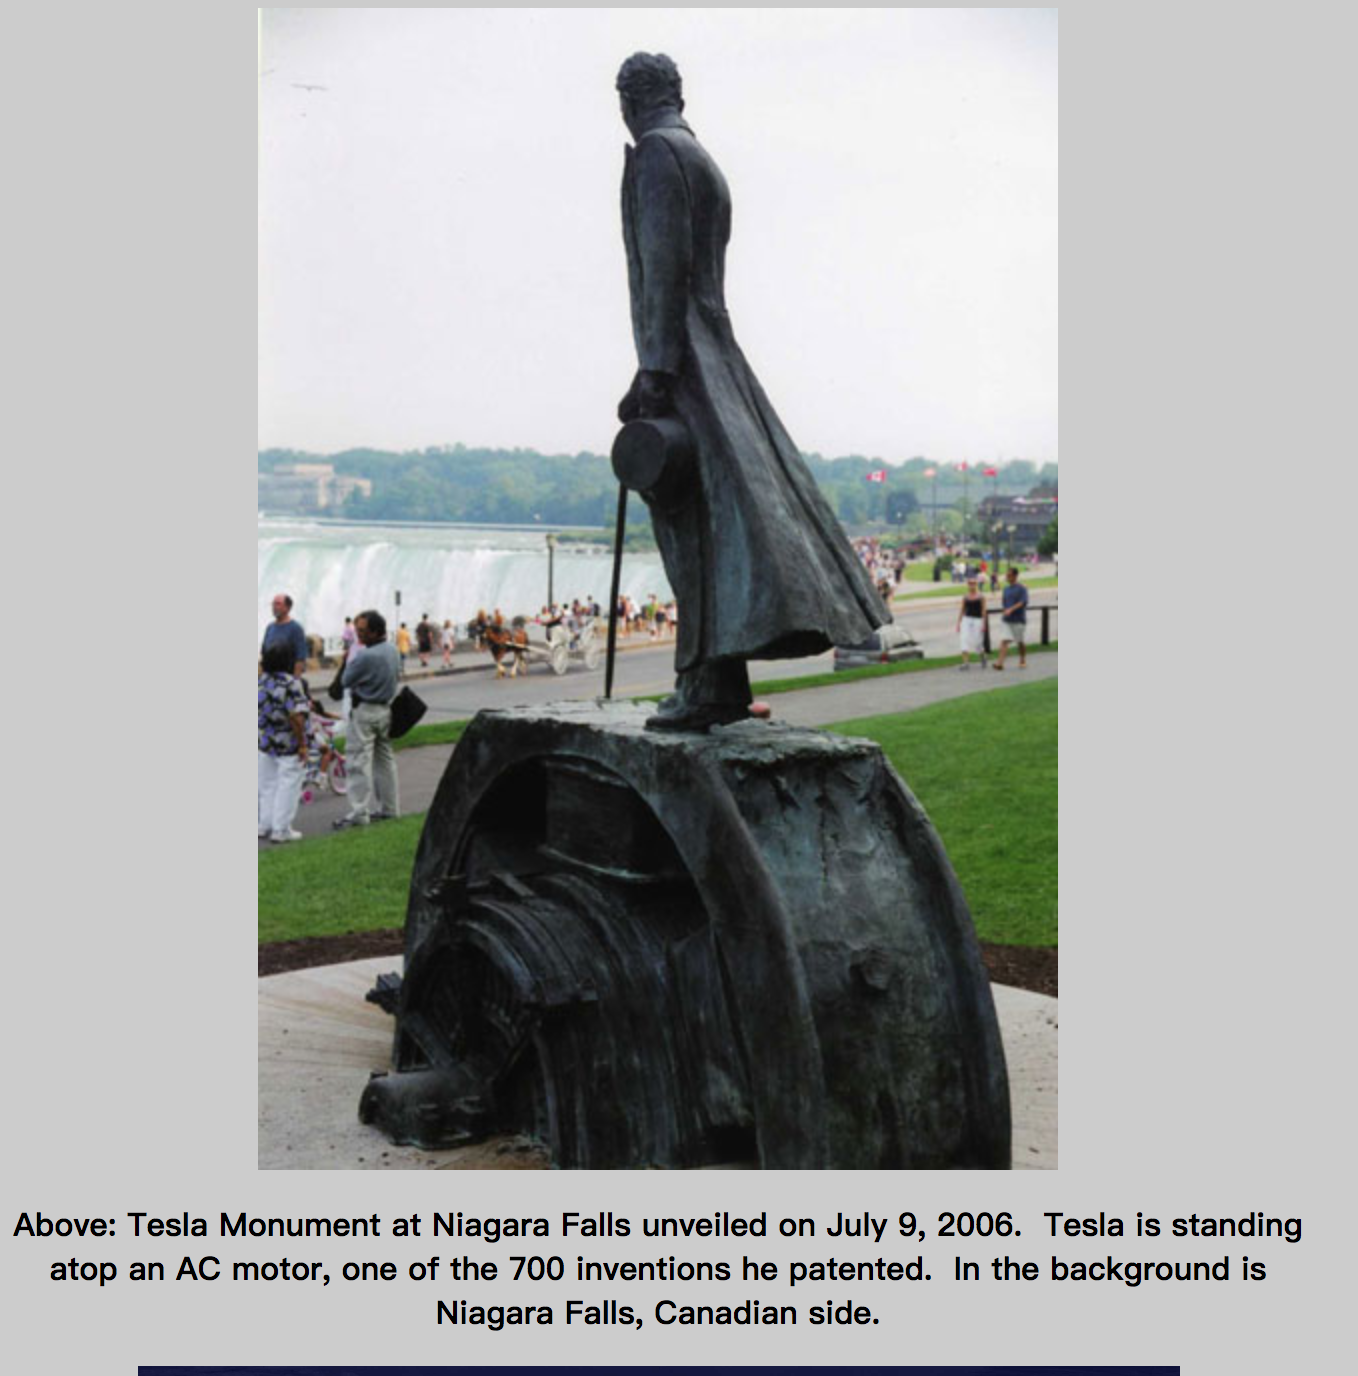 Above: Tesla Monument at Niagara Falls unveiled on July 9, 2006.  Tesla is standing
atop an AC motor, one of the 700 inventions he patented.  In the background is
Niagara Falls, Canadian side.